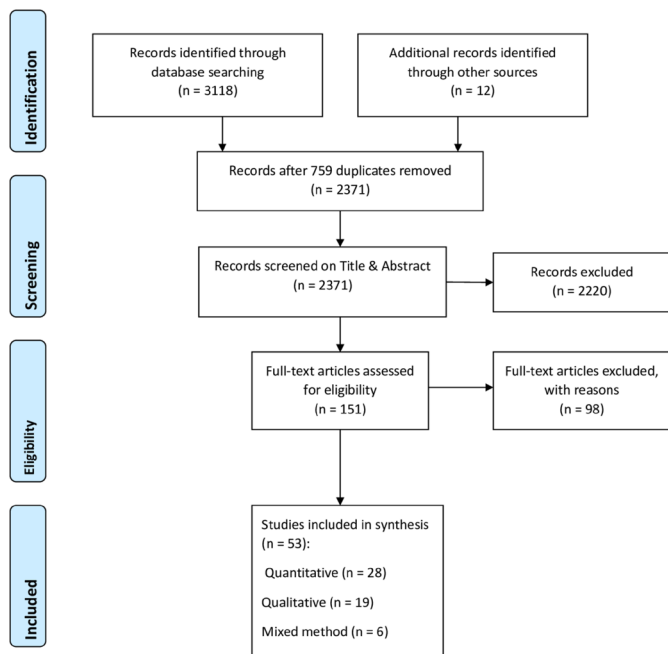 Identification
Records identified through
database searching
(n = 3118)
Additional records identified
through other sources
(n = 12)
Records after 759 duplicates removed
(n = 2371)
Screening
Records screened on Title & Abstract
(n = 2371)
Records excluded
(n = 2220)
Eligibility
Full-text articles assessed
for eligibility
(n = 151)
Full-text articles excluded,
with reasons
(n = 98)
Included
Studies included in synthesis
(n = 53):
Quantitative (n = 28)
Qualitative (n = 19)
Mixed method (n = 6)